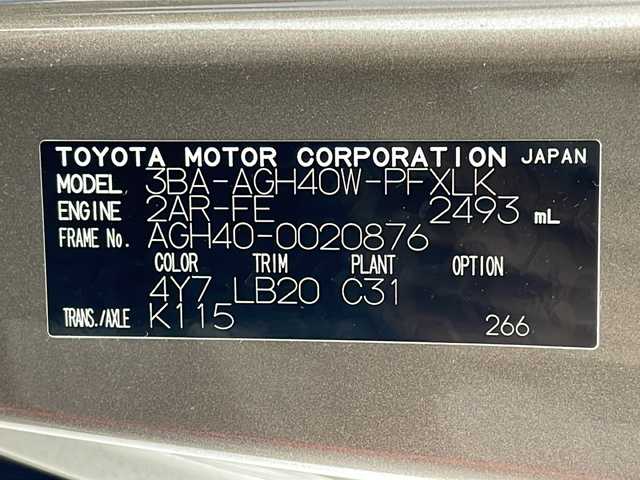 TOYOTA MOTOR CORPORATION JAPAN
MODEL 3BA-AGH40W-PFXLK
ENGINE 2AR-FE 2493 mL
FRAME No. AGH40-0020876
COLOR TRIM PLANT OPTION
4Y7 LB20 C31
TRANS./AXLE K115 266